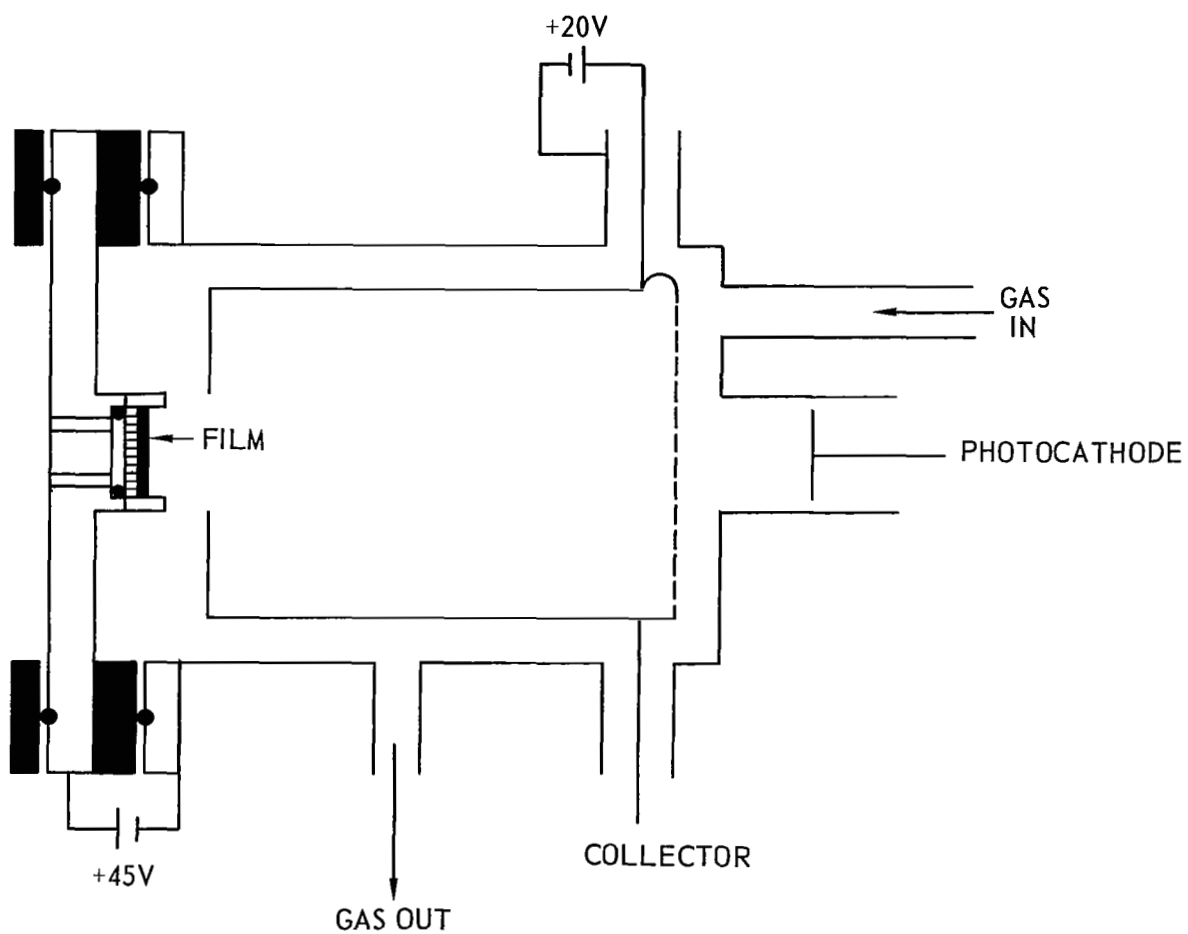 +20V
GAS
IN
FILM
PHOTOCATHODE
COLLECTOR
+45V
GAS OUT